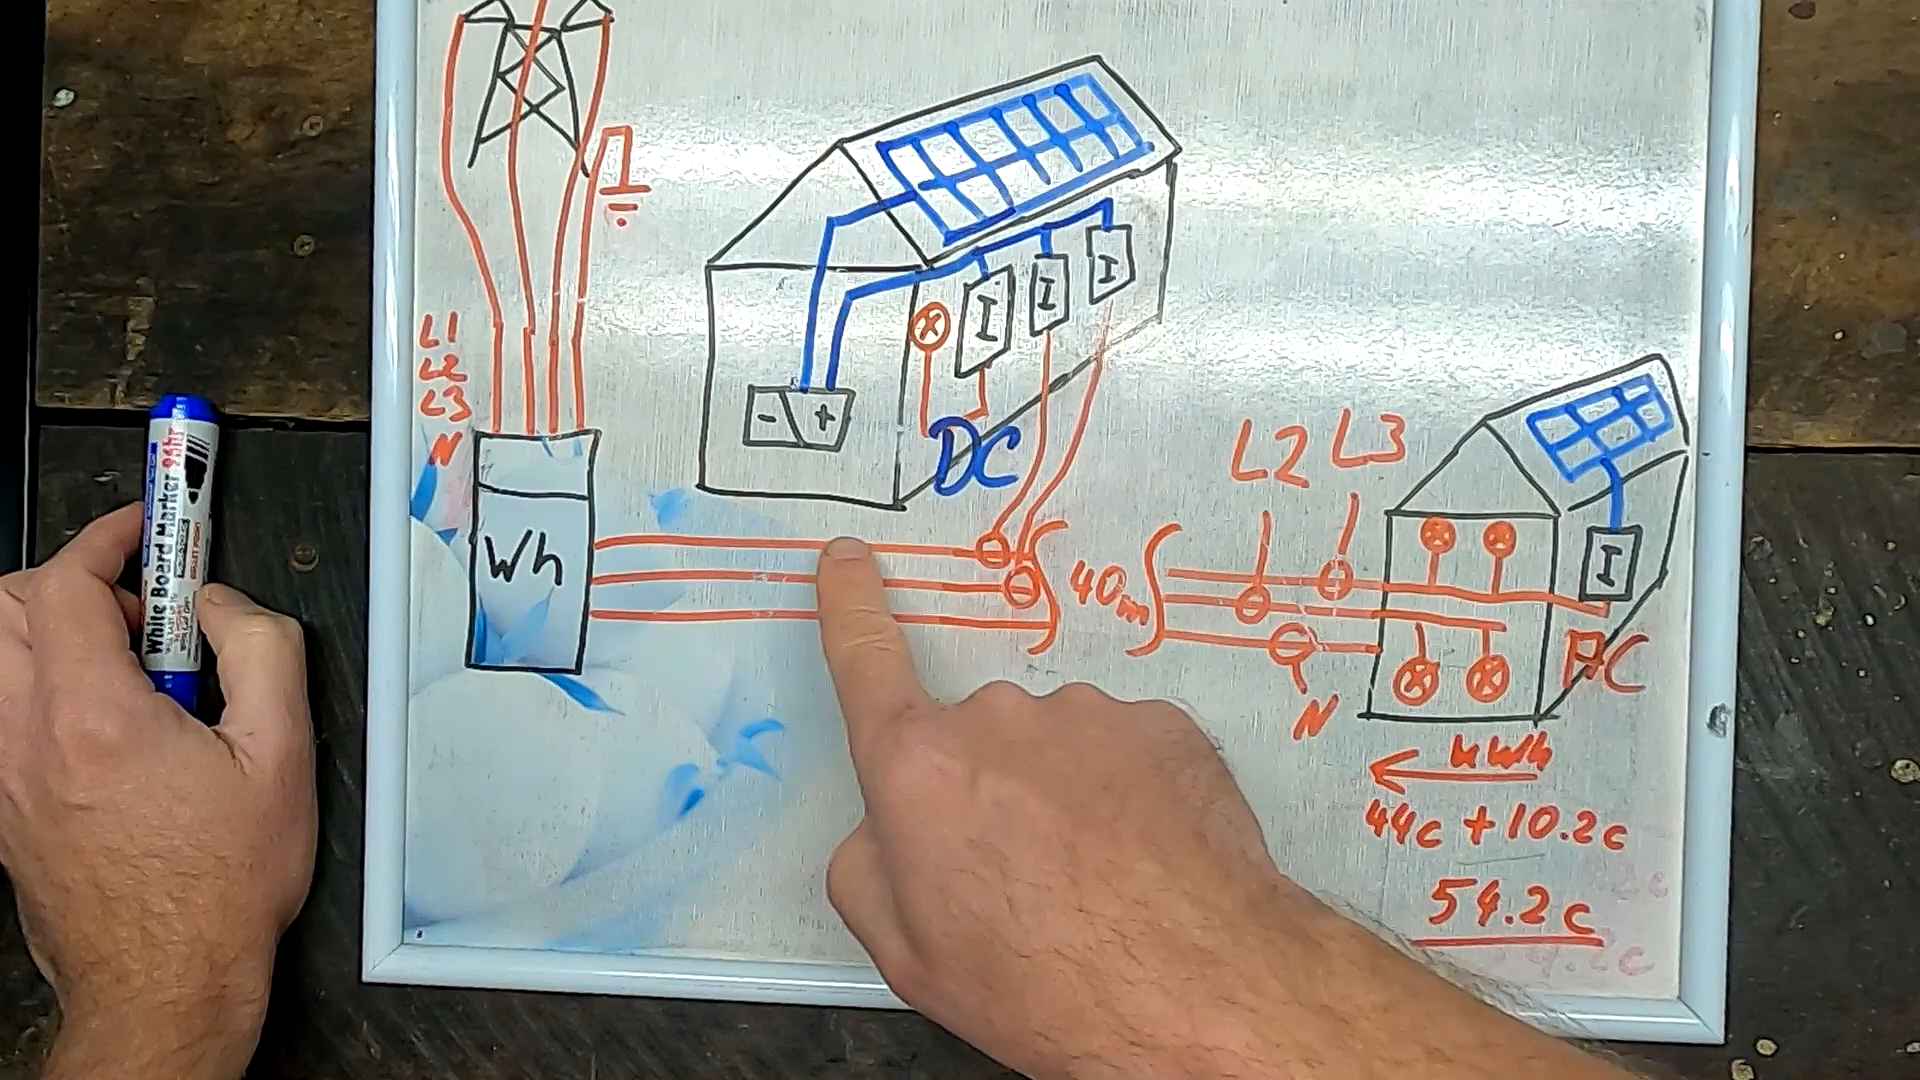 L1
L2
L3
N
Wh
- +
I
I
I
DC
40m
L2
L3
N
I
AC
kWh
44c + 10.2c
54.2c
White Board Marker